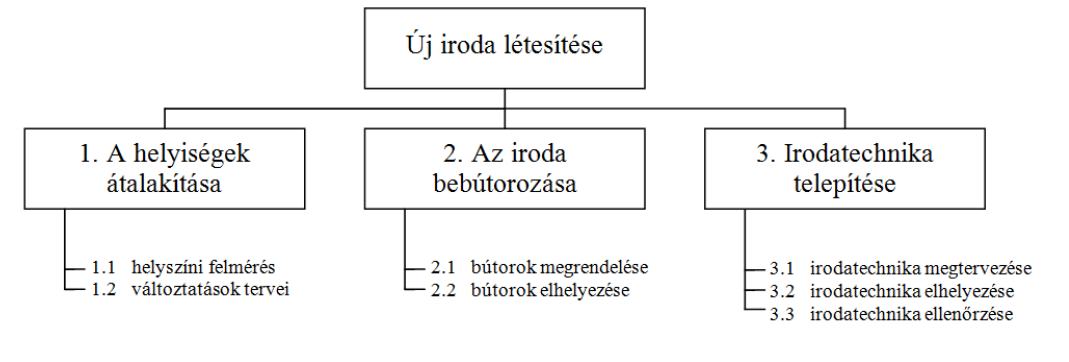 Új iroda létesítése
1. A helyiségek
átalakítása
2. Az iroda
bebútorozása
3. Irodatechnika
telepítése
1.1 helyszíni felmérés
1.2 változtatások tervei
2.1 bútorok megrendelése
2.2 bútorok elhelyezése
3.1 irodatechnika megtervezése
3.2 irodatechnika elhelyezése
3.3 irodatechnika ellenőrzése